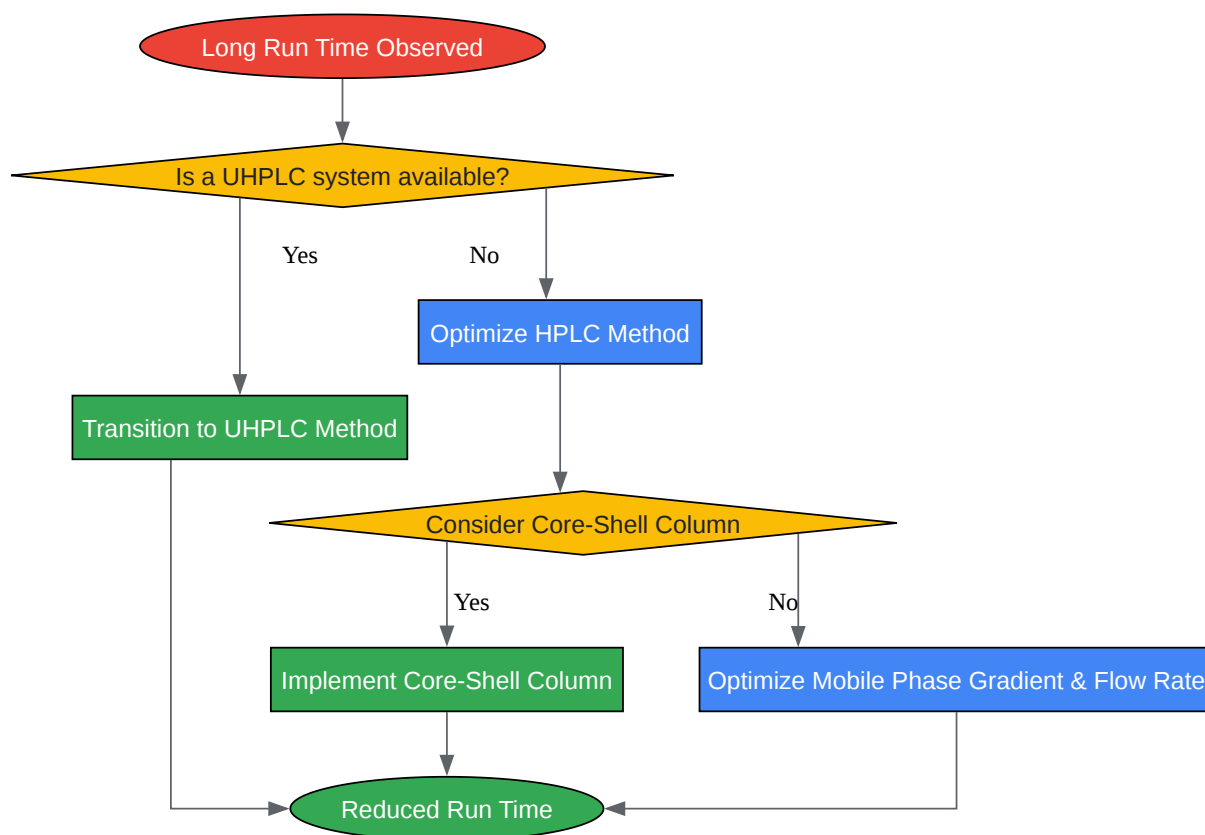 Long Run Time Observed
Is a UHPLC system available?
Yes
No
Optimize HPLC Method
Transition to UHPLC Method
Consider Core-Shell Column
Yes
No
Implement Core-Shell Column
Optimize Mobile Phase Gradient & Flow Rate
Reduced Run Time